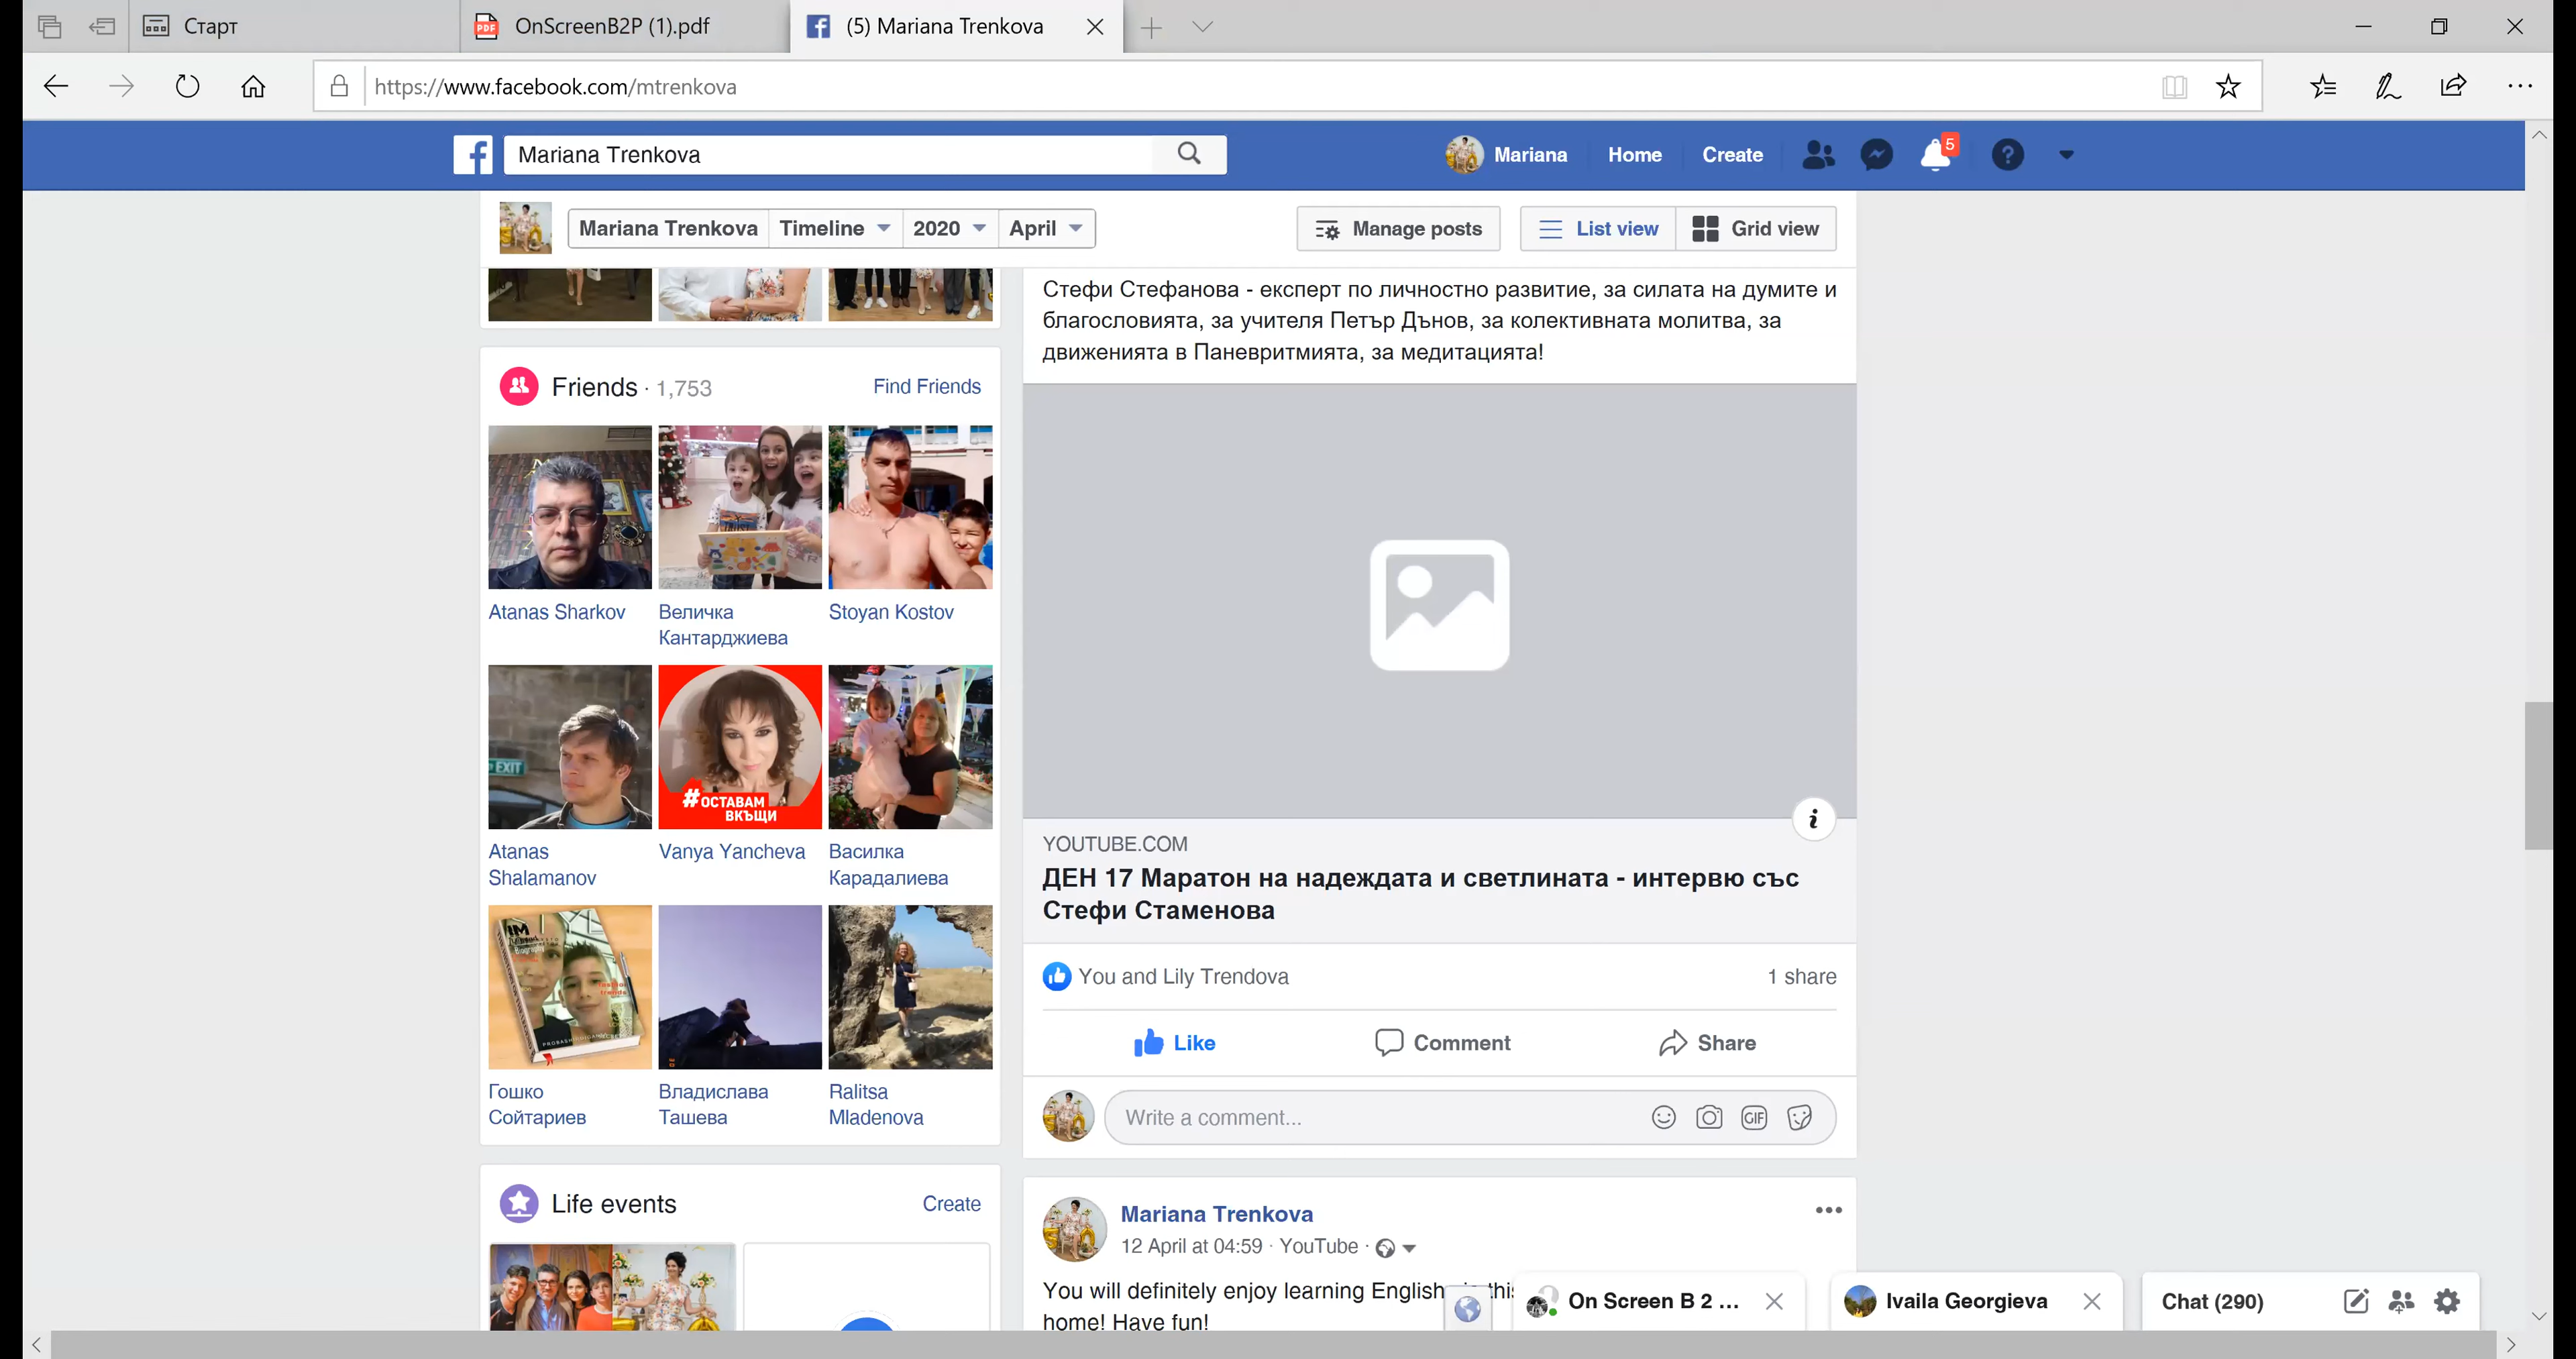 Старт
OnScreenB2P (1).pdf
(5) Mariana Trenkova
https://www.facebook.com/mtrenkova
Mariana Trenkova
Mariana
Home
Create
5
Mariana Trenkova
Timeline
2020
April
Manage posts
List view
Grid view
Стефи Стефанова - експерт по личностно развитие, за силата на думите и
благословията, за учителя Петър Дънов, за колективната молитва, за
движенията в Паневритмията, за медитацията!
Friends · 1,753
Find Friends
Atanas Sharkov
Величка
Кантарджиева
Stoyan Kostov
EXIT
#ОСТАВАМ
ВКЪЩИ
Atanas
Shalamanov
Vanya Yancheva
Василка
Карадалиева
Гошко
Сойтариев
Владислава
Ташева
Ralitsa
Mladenova
YOUTUBE.COM
ДЕН 17 Маратон на надеждата и светлината - интервю със
Стефи Стаменова
You and Lily Trendova
1 share
Like
Comment
Share
Write a comment...
GIF
Life events
Create
Mariana Trenkova
12 April at 04:59 · YouTube ·
You will definitely enjoy learning English
home! Have fun!
On Screen B 2 ...
Ivaila Georgieva
Chat (290)